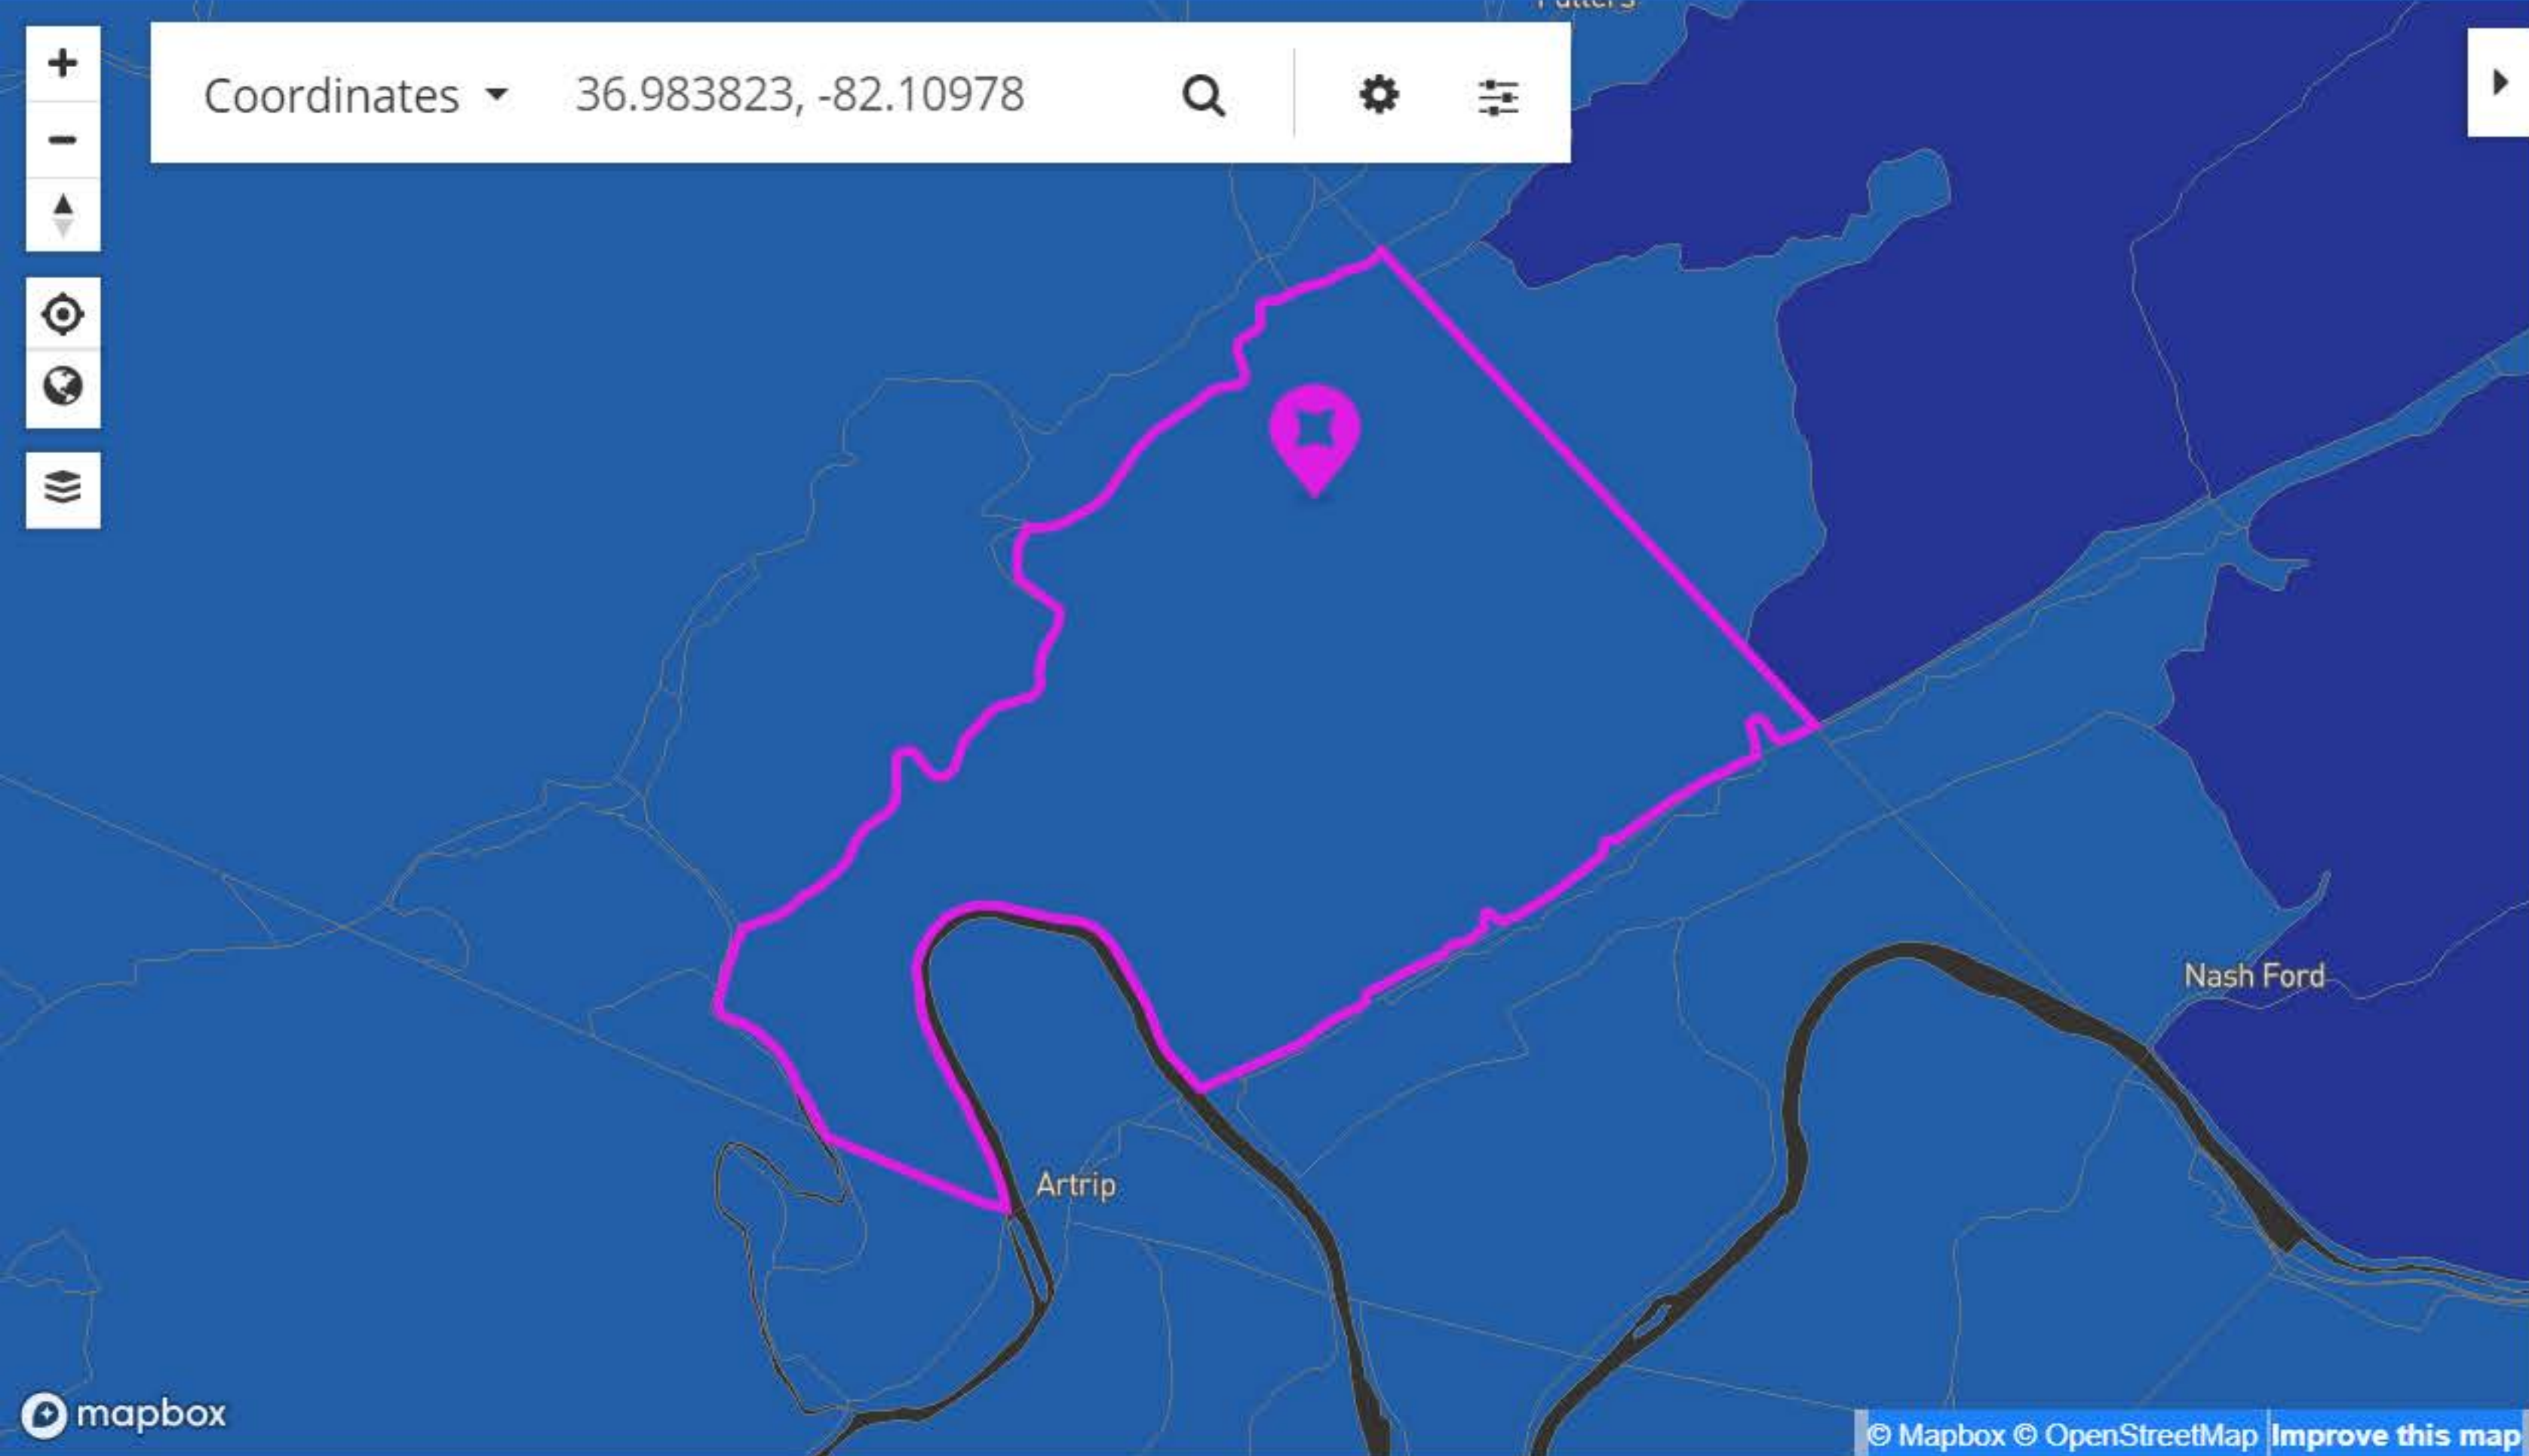 Coordinates 36.983823, -82.10978
Nash Ford
Artrip
mapbox
© Mapbox © OpenStreetMap Improve this map